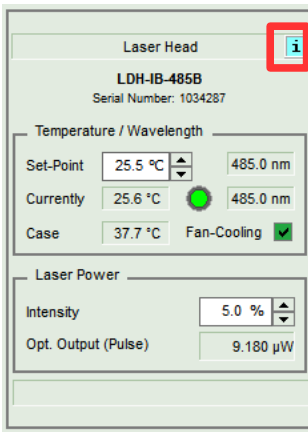 Laser Head i
LDH-IB-485B
Serial Number: 1034287
Temperature / Wavelength
Set-Point 25.5 °C 485.0 nm
Currently 25.6 °C 485.0 nm
Case 37.7 °C Fan-Cooling
Laser Power
Intensity 5.0 %
Opt. Output (Pulse) 9.180 µW